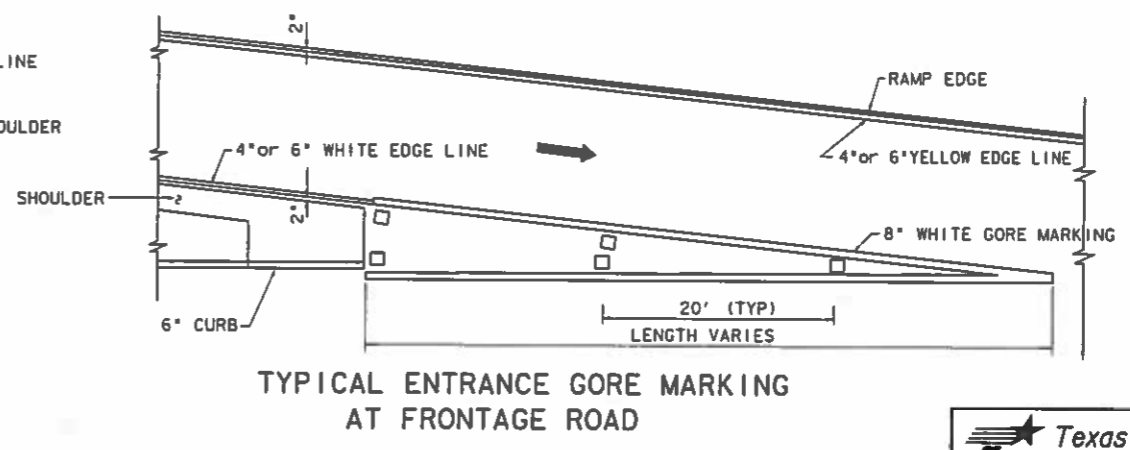 2"
LINE
RAMP EDGE
OULDER
4"or 6" WHITE EDGE LINE
4"or 6"YELLOW EDGE LINE
SHOULDER
2"
8" WHITE GORE MARKING
6" CURB
20' (TYP)
LENGTH VARIES
TYPICAL ENTRANCE GORE MARKING
AT FRONTAGE ROAD
Texas